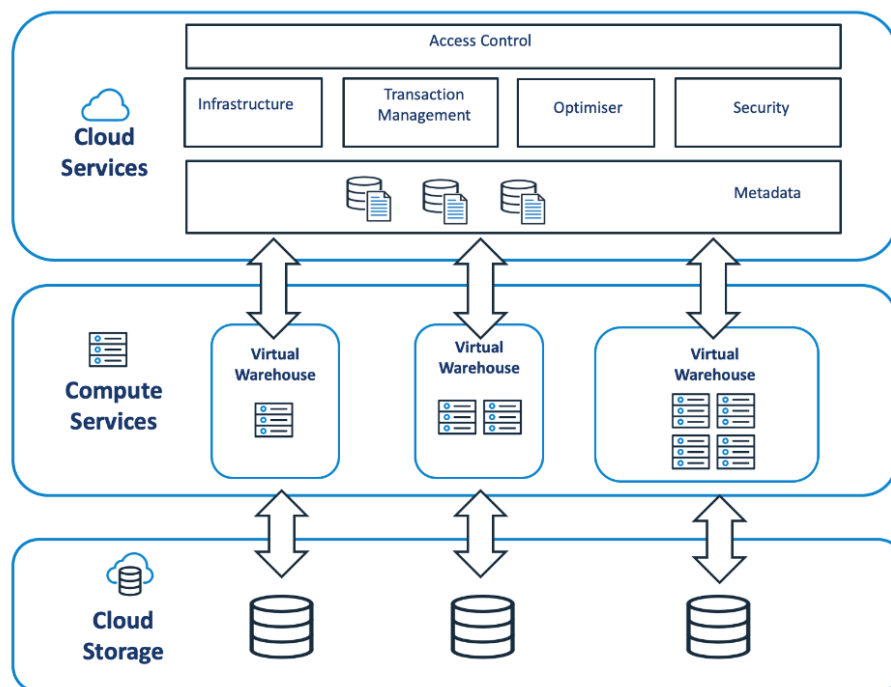 Access Control
Infrastructure
Transaction
Management
Optimiser
Security
Cloud
Services
Metadata
Compute
Services
Virtual
Warehouse
Virtual
Warehouse
Virtual
Warehouse
Cloud
Storage